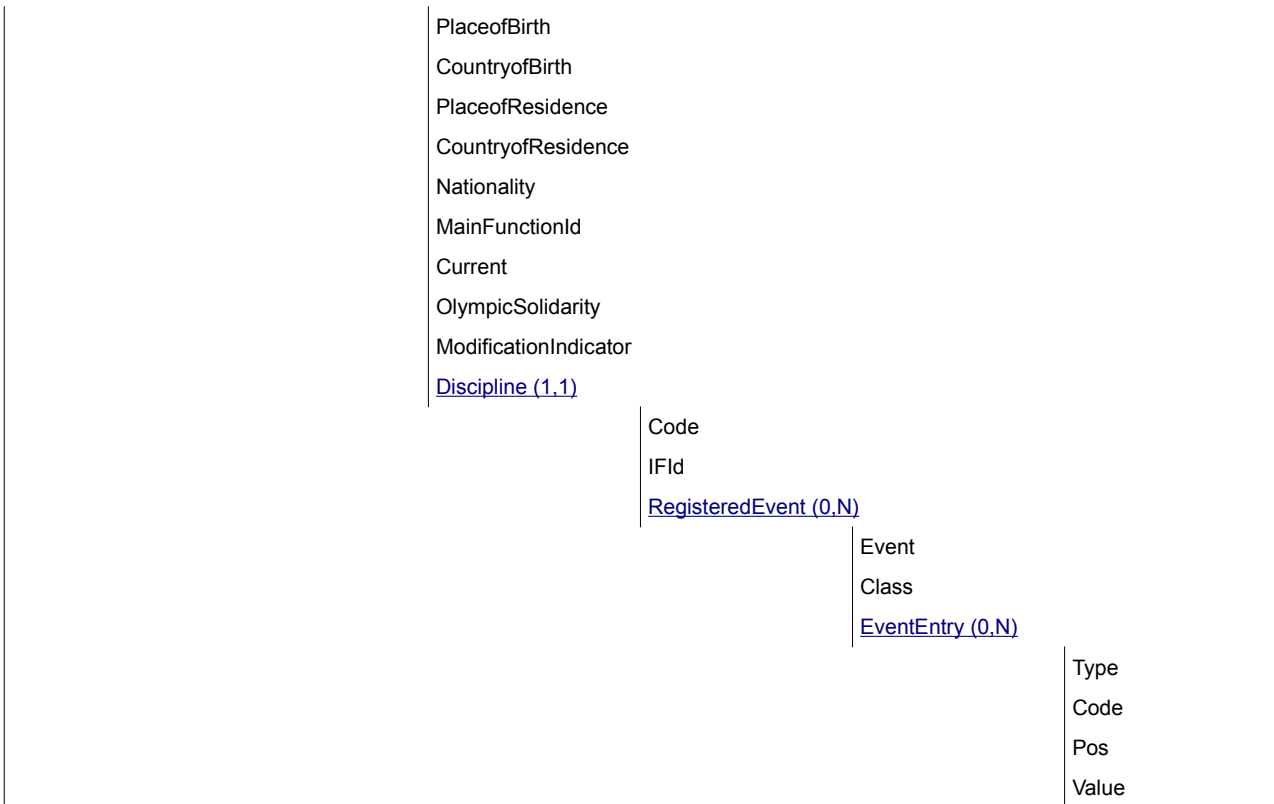 PlaceofBirth
CountryofBirth
PlaceofResidence
CountryofResidence
Nationality
MainFunctionId
Current
OlympicSolidarity
ModificationIndicator
Discipline (1,1)
Code
IFId
RegisteredEvent (0,N)
Event
Class
EventEntry (0,N)
Type
Code
Pos
Value